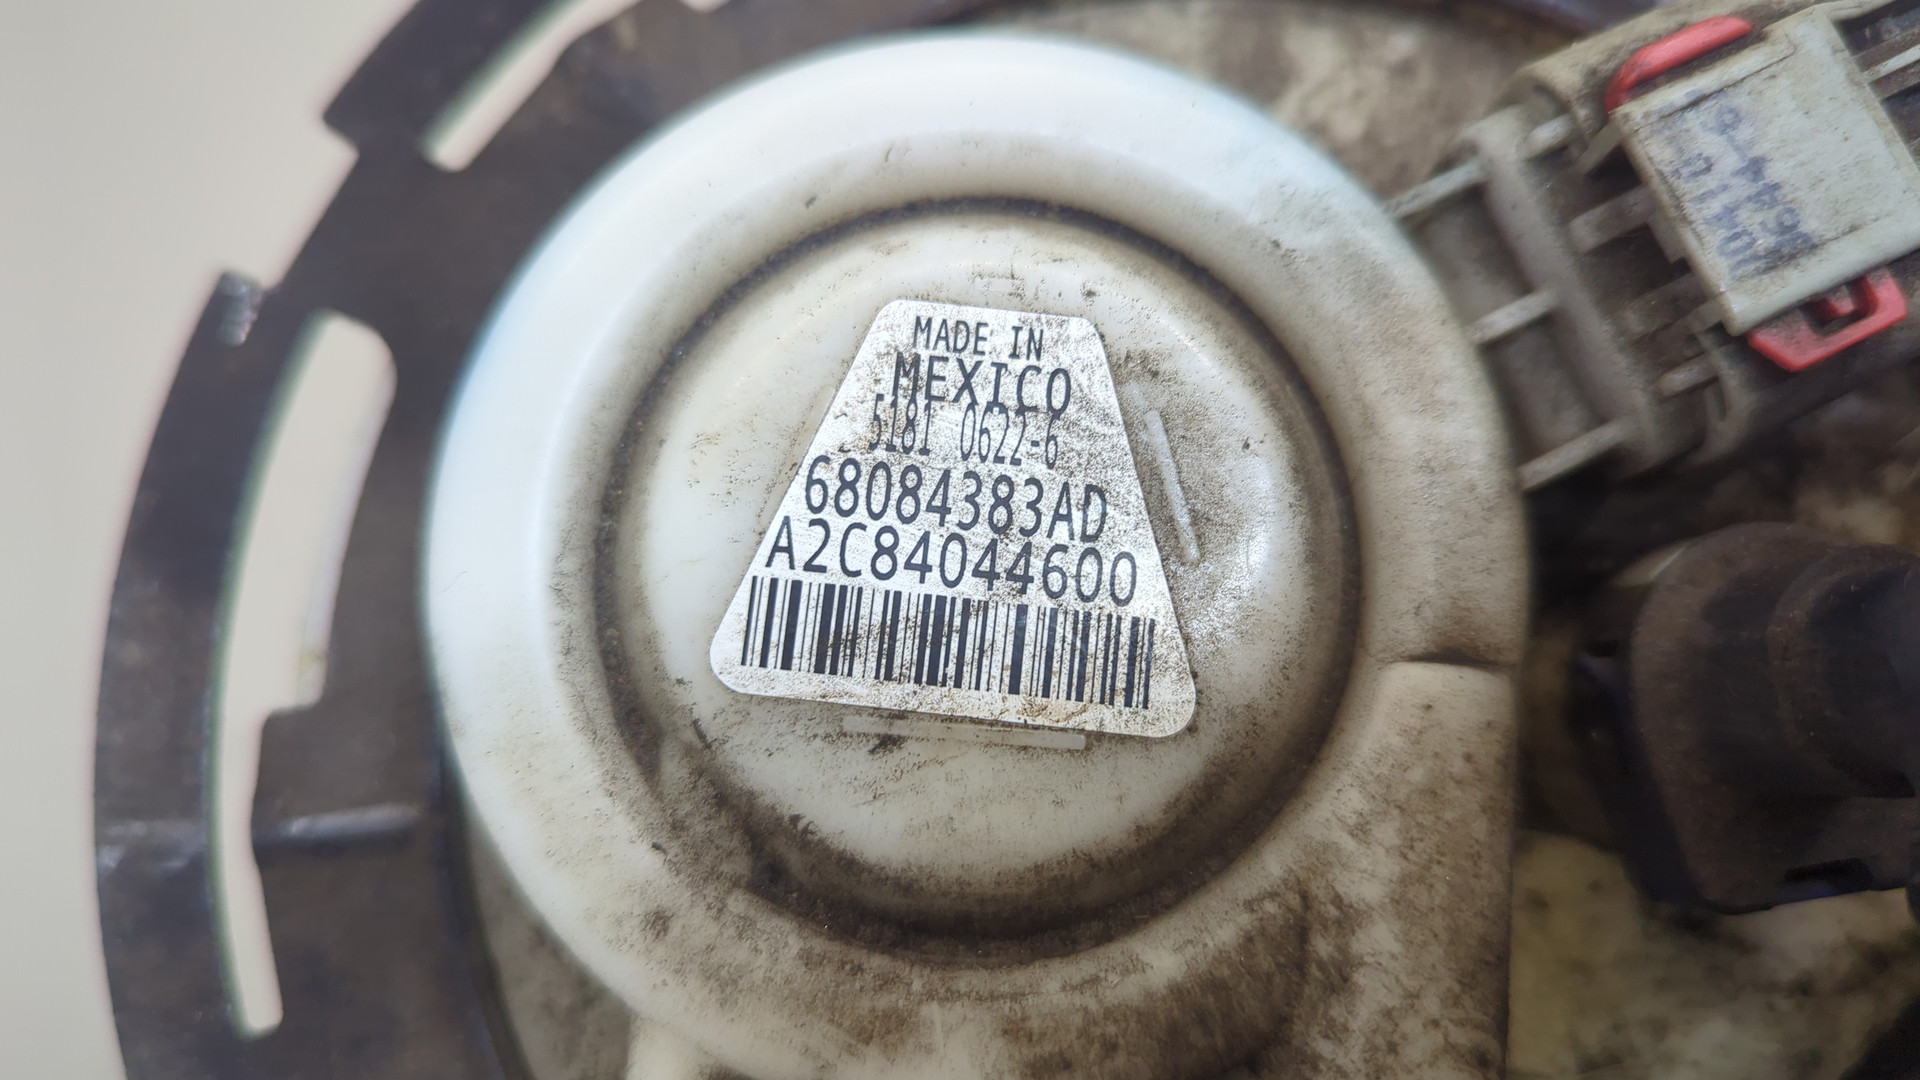 MADE IN
MEXICO
5181 0622-6
68084383AD
A2C84044600